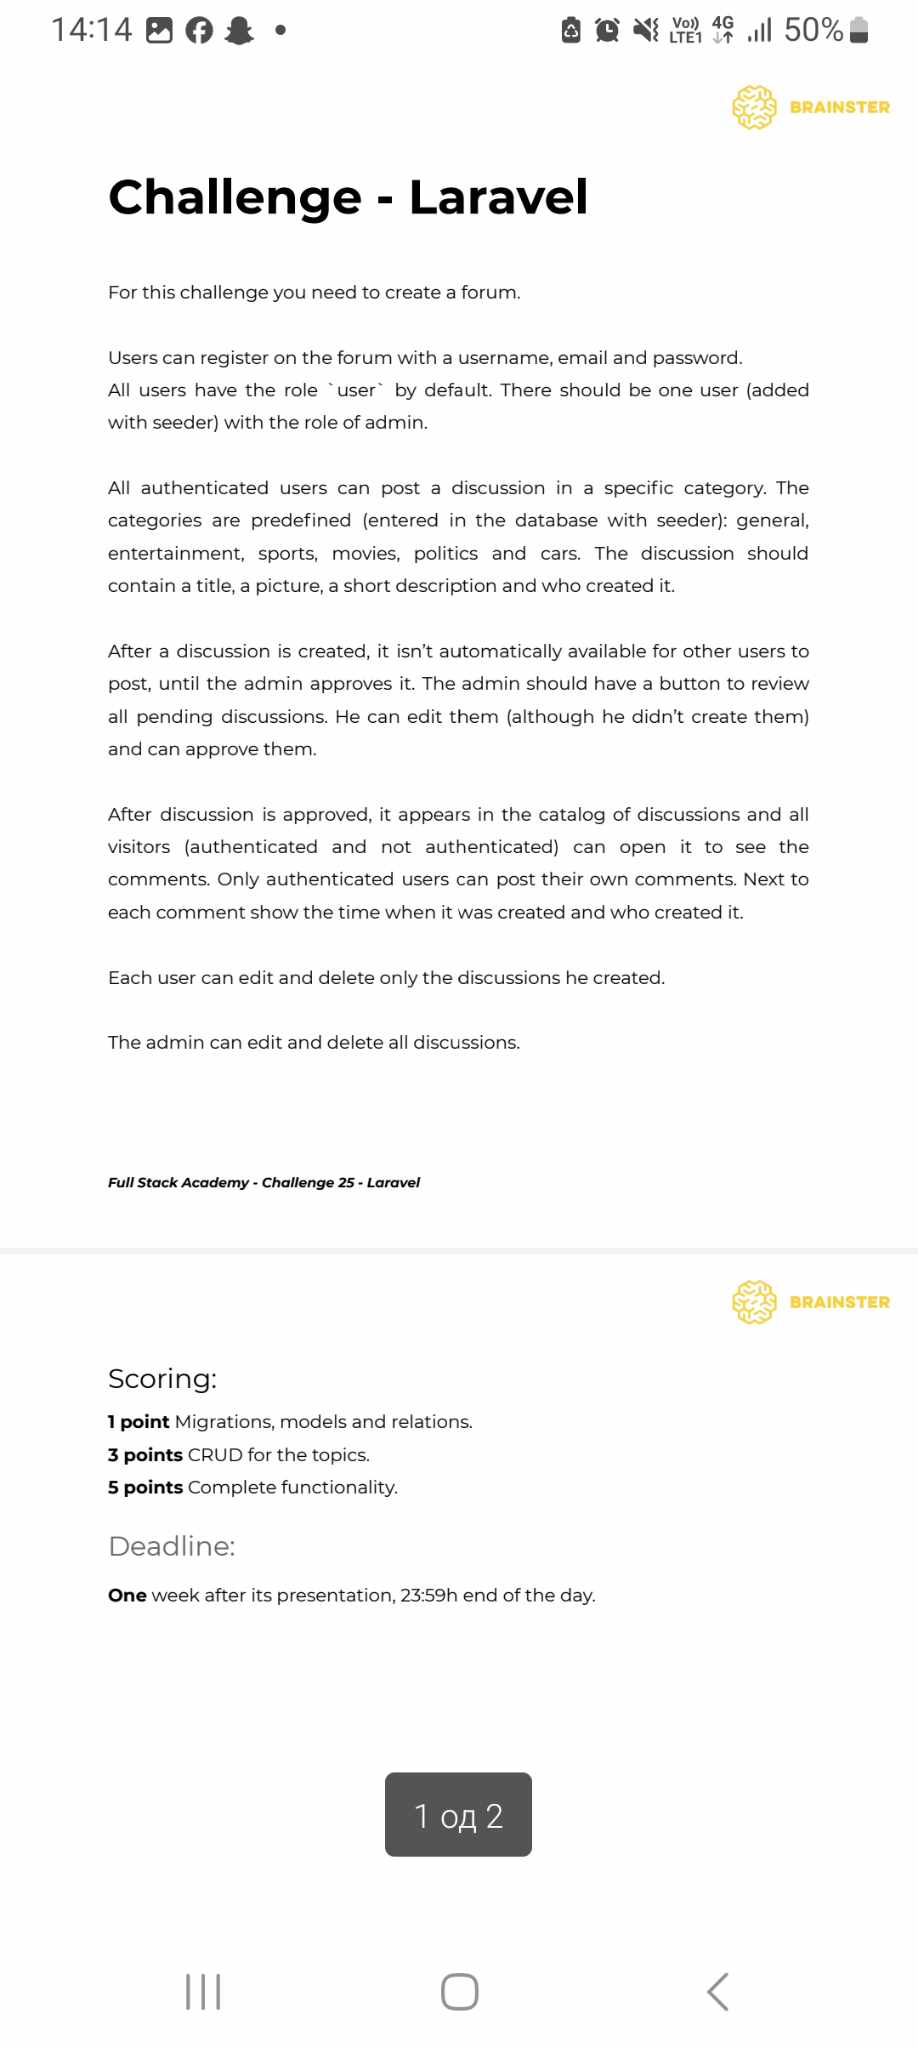 14:14
Vo)) LTE1 4G 50%
BRAINSTER
Challenge - Laravel
For this challenge you need to create a forum.
Users can register on the forum with a username, email and password.
All users have the role `user` by default. There should be one user (added
with seeder) with the role of admin.
All authenticated users can post a discussion in a specific category. The
categories are predefined (entered in the database with seeder): general,
entertainment, sports, movies, politics and cars. The discussion should
contain a title, a picture, a short description and who created it.
After a discussion is created, it isn’t automatically available for other users to
post, until the admin approves it. The admin should have a button to review
all pending discussions. He can edit them (although he didn’t create them)
and can approve them.
After discussion is approved, it appears in the catalog of discussions and all
visitors (authenticated and not authenticated) can open it to see the
comments. Only authenticated users can post their own comments. Next to
each comment show the time when it was created and who created it.
Each user can edit and delete only the discussions he created.
The admin can edit and delete all discussions.
Full Stack Academy - Challenge 25 - Laravel
BRAINSTER
Scoring:
1 point Migrations, models and relations.
3 points CRUD for the topics.
5 points Complete functionality.
Deadline:
One week after its presentation, 23:59h end of the day.
1 од 2